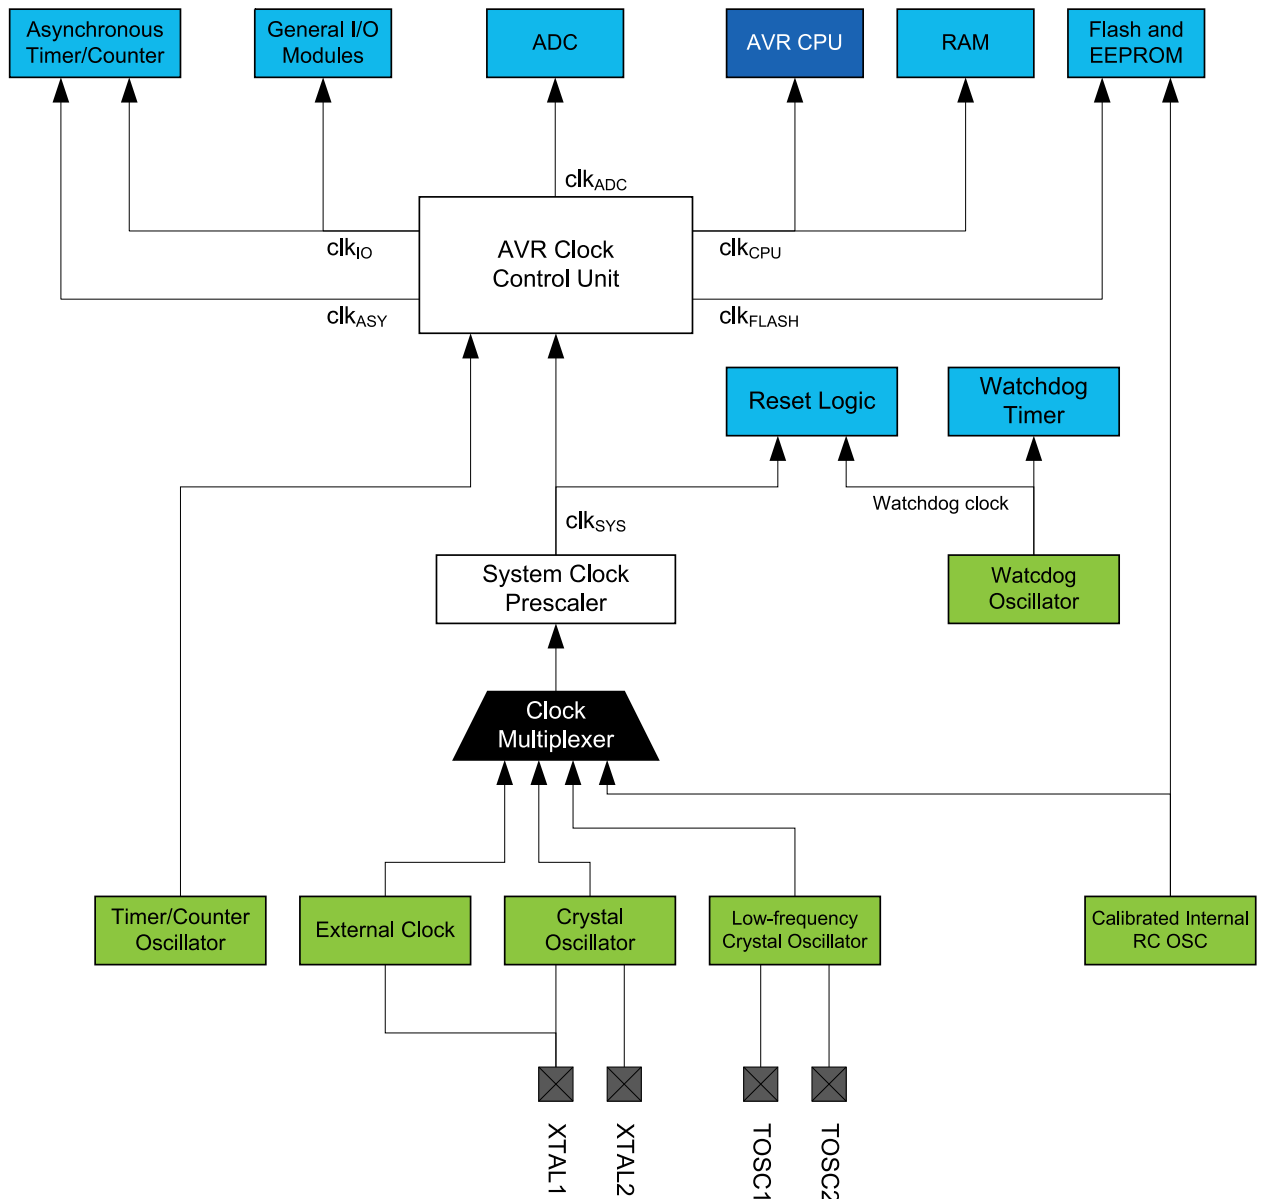 Asynchronous
Timer/Counter
General I/O
Modules
ADC
AVR CPU
RAM
Flash and
EEPROM
clkADC
clkIO
AVR Clock
Control Unit
clkCPU
clkASY
clkFLASH
Reset Logic
Watchdog
Timer
Watchdog clock
clkSYS
System Clock
Prescaler
Watcdog
Oscillator
Clock
Multiplexer
Timer/Counter
Oscillator
External Clock
Crystal
Oscillator
Low-frequency
Crystal Oscillator
Calibrated Internal
RC OSC
XTAL1
XTAL2
TOSC1
TOSC2